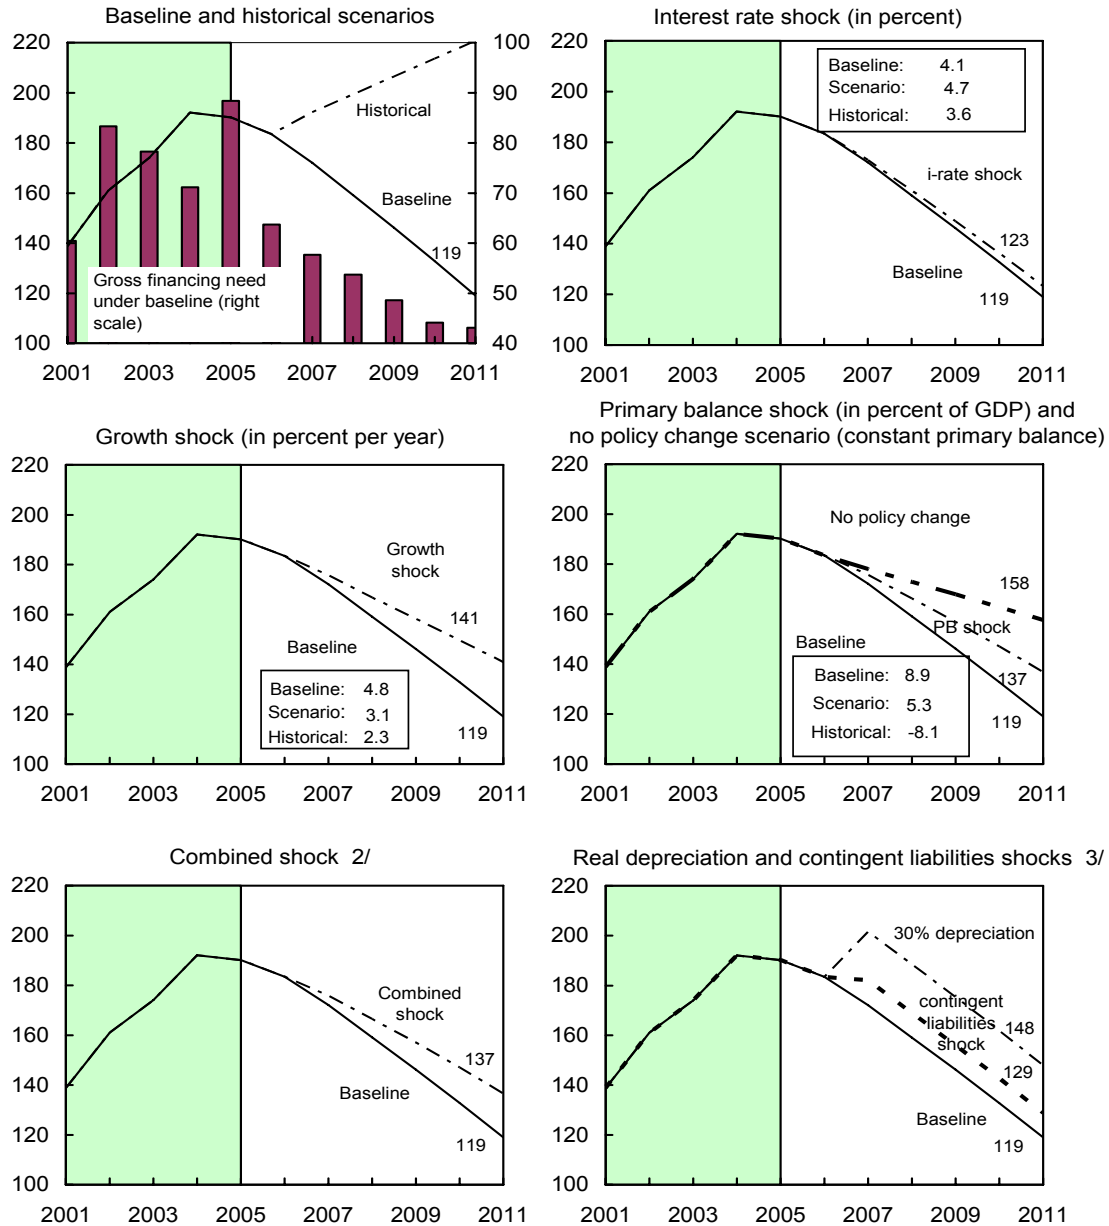 Baseline and historical scenarios
220
200
180
160
140
120
100
100
90
80
70
60
50
40
Historical
Baseline
119
Gross financing need
under baseline (right
scale)
2001 2003 2005 2007 2009 2011
Interest rate shock (in percent)
220
200
180
160
140
120
100
Baseline: 4.1
Scenario: 4.7
Historical: 3.6
i-rate shock
123
Baseline
119
2001 2003 2005 2007 2009 2011
Growth shock (in percent per year)
220
200
180
160
140
120
100
Growth
shock
141
Baseline
Baseline: 4.8
Scenario: 3.1
Historical: 2.3
119
2001 2003 2005 2007 2009 2011
Primary balance shock (in percent of GDP) and
no policy change scenario (constant primary balance)
220
200
180
160
140
120
100
No policy change
158
PB shock
Baseline
137
Baseline: 8.9
Scenario: 5.3
Historical: -8.1
119
2001 2003 2005 2007 2009 2011
Combined shock 2/
220
200
180
160
140
120
100
Combined
shock
137
Baseline
119
2001 2003 2005 2007 2009 2011
Real depreciation and contingent liabilities shocks 3/
220
200
180
160
140
120
100
30% depreciation
contingent
liabilities
shock
148
129
Baseline
119
2001 2003 2005 2007 2009 2011